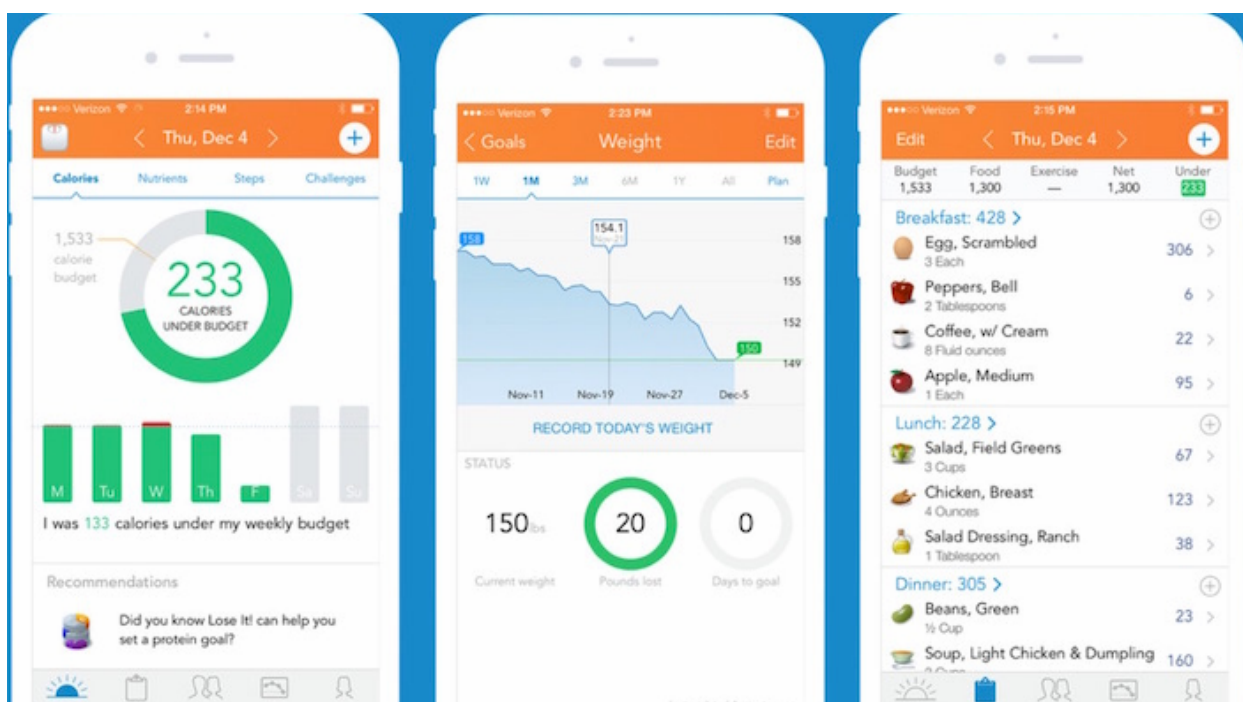 Verizon 2:14 PM
Thu, Dec 4
Calories Nutrients Steps Challenges
1,533
calorie
budget
233
CALORIES
UNDER BUDGET
M Tu W Th F Sa Su
I was 133 calories under my weekly budget
Recommendations
Did you know Lose It! can help you
set a protein goal?
Verizon 2:23 PM
Goals Weight Edit
1W 1M 3M 6M 1Y All Plan
154.1
Nov-21
158
158
155
152
150
149
Nov-11 Nov-19 Nov-27 Dec-5
RECORD TODAY'S WEIGHT
STATUS
150 lbs 20 0
Current weight Pounds lost Days to goal
Verizon 2:15 PM
Edit Thu, Dec 4
Budget Food Exercise Net Under
1,533 1,300 — 1,300 233
Breakfast: 428
Egg, Scrambled 306
3 Each
Peppers, Bell 6
2 Tablespoons
Coffee, w/ Cream 22
8 Fluid ounces
Apple, Medium 95
1 Each
Lunch: 228
Salad, Field Greens 67
3 Cups
Chicken, Breast 123
4 Ounces
Salad Dressing, Ranch 38
1 Tablespoon
Dinner: 305
Beans, Green 23
½ Cup
Soup, Light Chicken & Dumpling 160